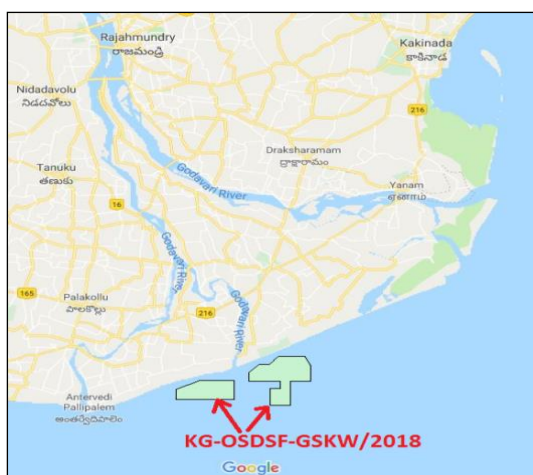 Rajahmundry
రాజమండ్రి
Kakinada
కాకినాడ
Nidadavolu
నిడదవోలు
216
Draksharamam
ద్రాక్షారామం
Tanuku
తణుకు
Godavari River
Yanam
యానాం
16
Godavari River
165
Palakollu
పాలకొల్లు
Godavari River
216
Antervedi
Pallipalem
అంతర్వేదిపాలెం
KG-OSDSF-GSKW/2018
Google